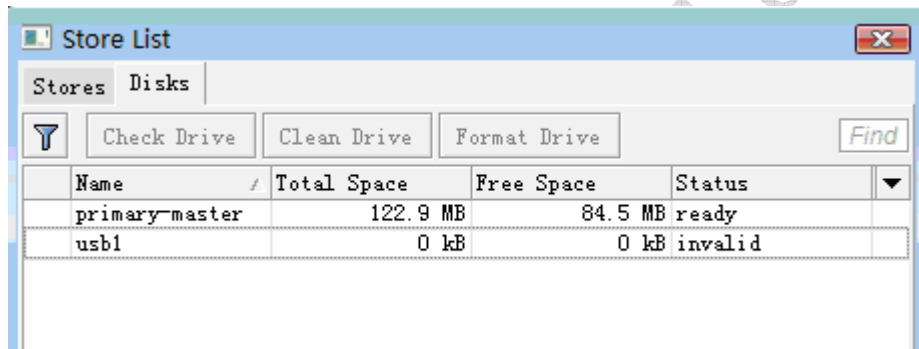 Store List
Stores Disks
Check Drive Clean Drive Format Drive Find
Name Total Space Free Space Status
primary-master 122.9 MB 84.5 MB ready
usb1 0 kB 0 kB invalid